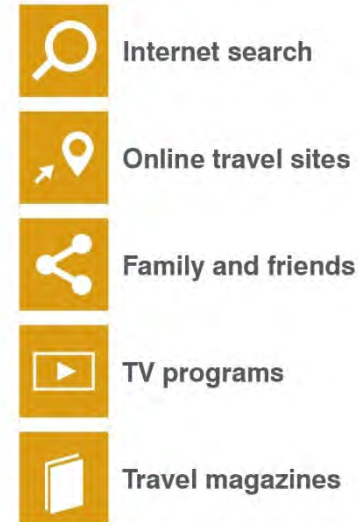 Internet search
Online travel sites
Family and friends
TV programs
Travel magazines